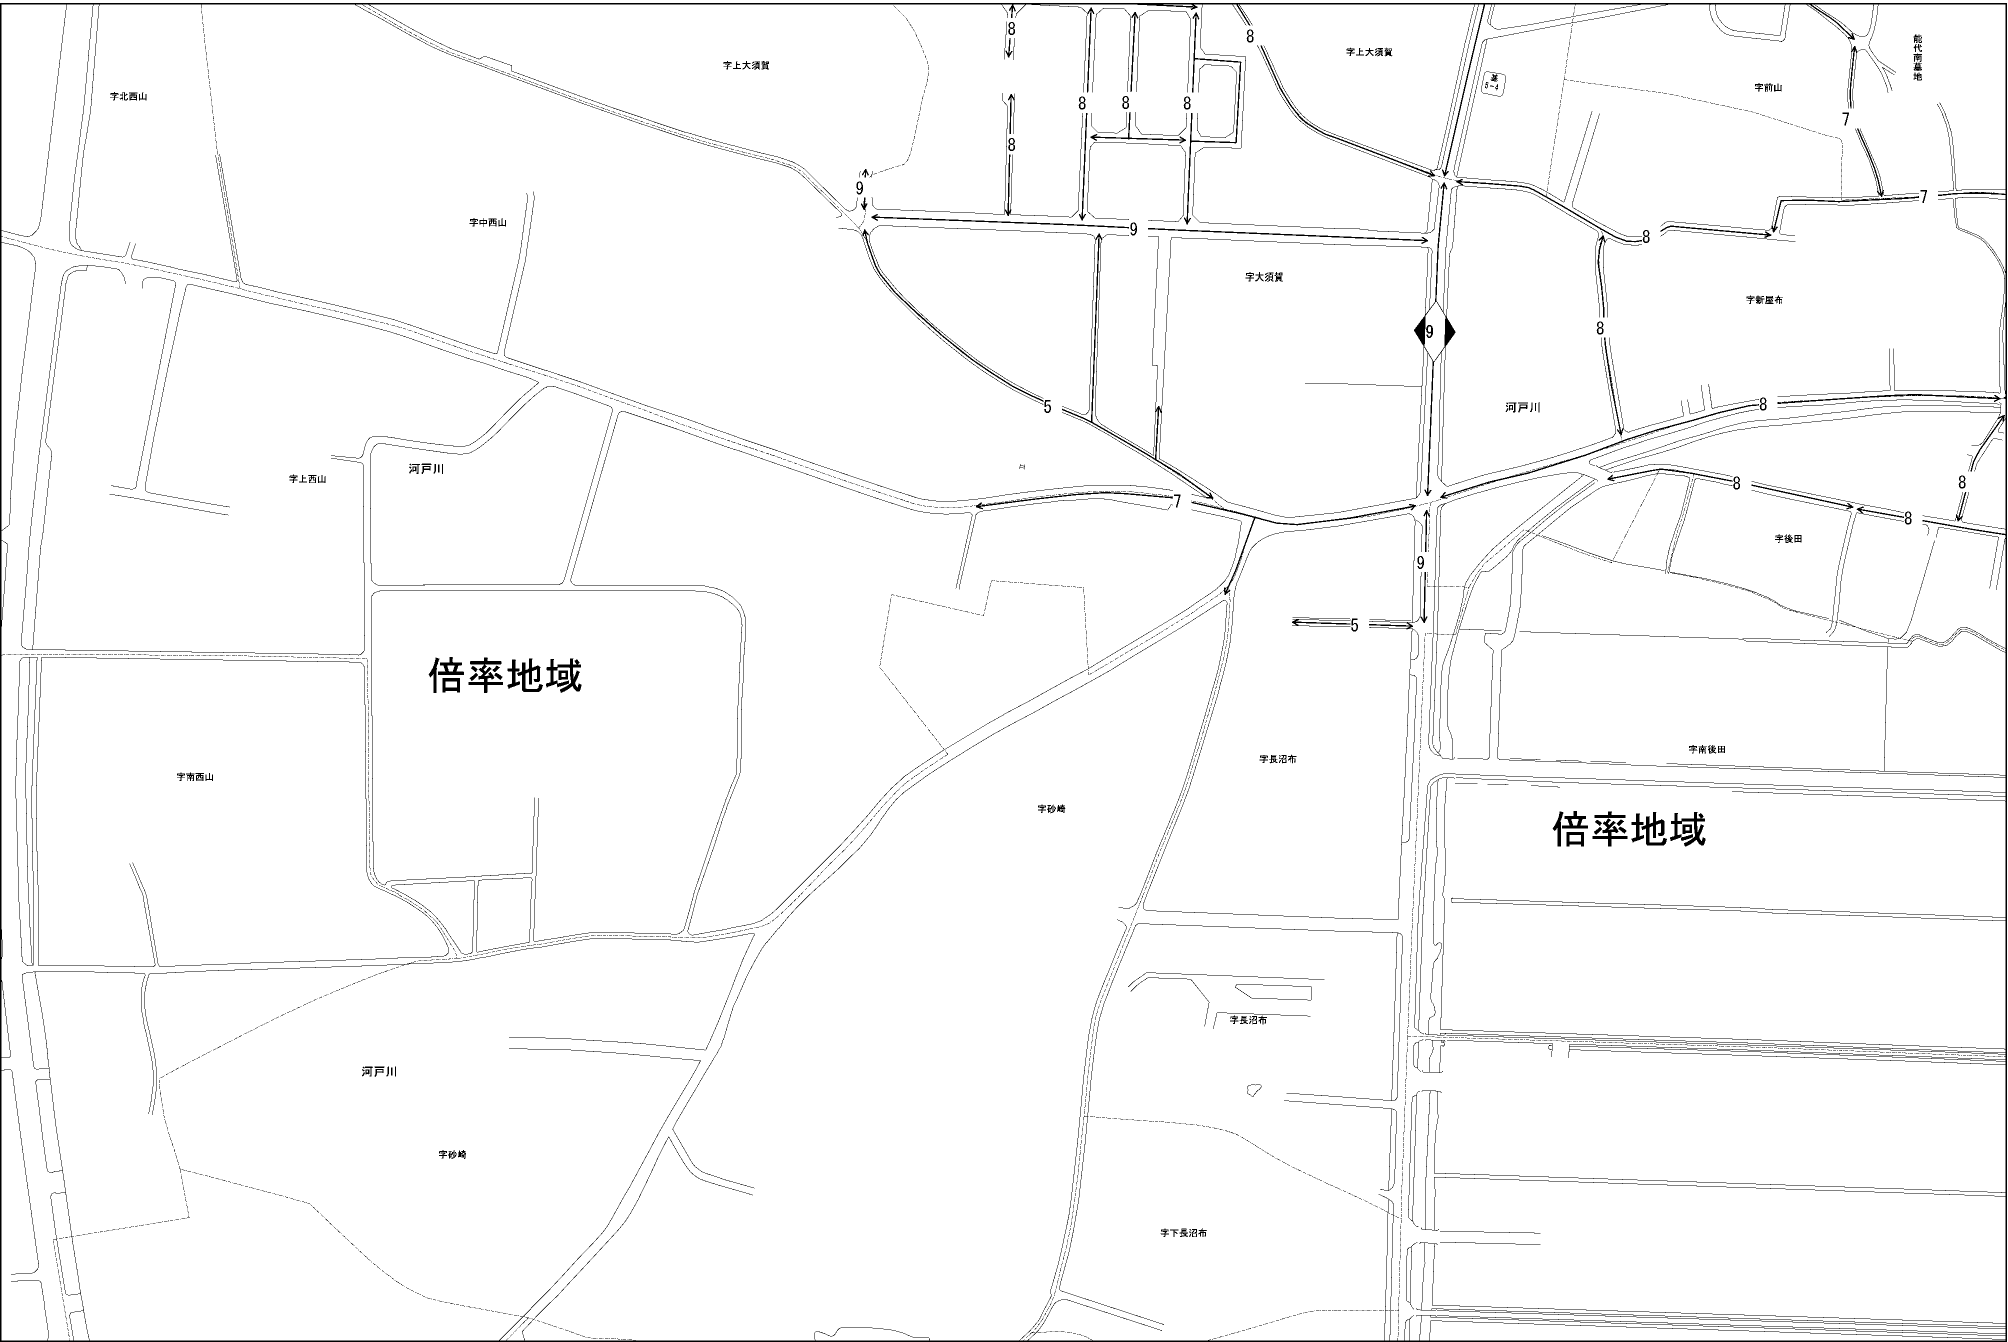 8
8
字上大須賀
能代南墓地
字上大須賀
基
5-4
字前山
字北西山
8
8
8
7
8
9
7
字中西山
9
8
字大須賀
字新屋布
9
8
5
河戸川
8
河戸川
字上西山
8
8
7
8
字後田
9
5
倍率地域
字南後田
字長沼布
字南西山
字砂崎
倍率地域
字長沼布
河戸川
字砂崎
字下長沼布